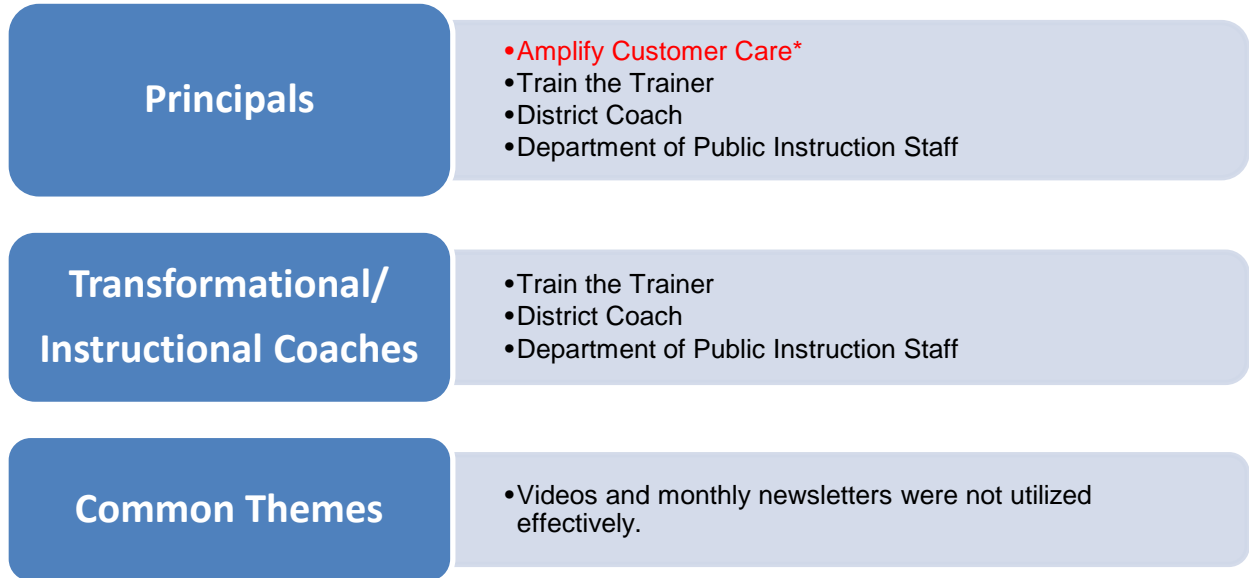 Principals
•Amplify Customer Care*
•Train the Trainer
•District Coach
•Department of Public Instruction Staff
Transformational/
Instructional Coaches
•Train the Trainer
•District Coach
•Department of Public Instruction Staff
Common Themes
•Videos and monthly newsletters were not utilized
effectively.